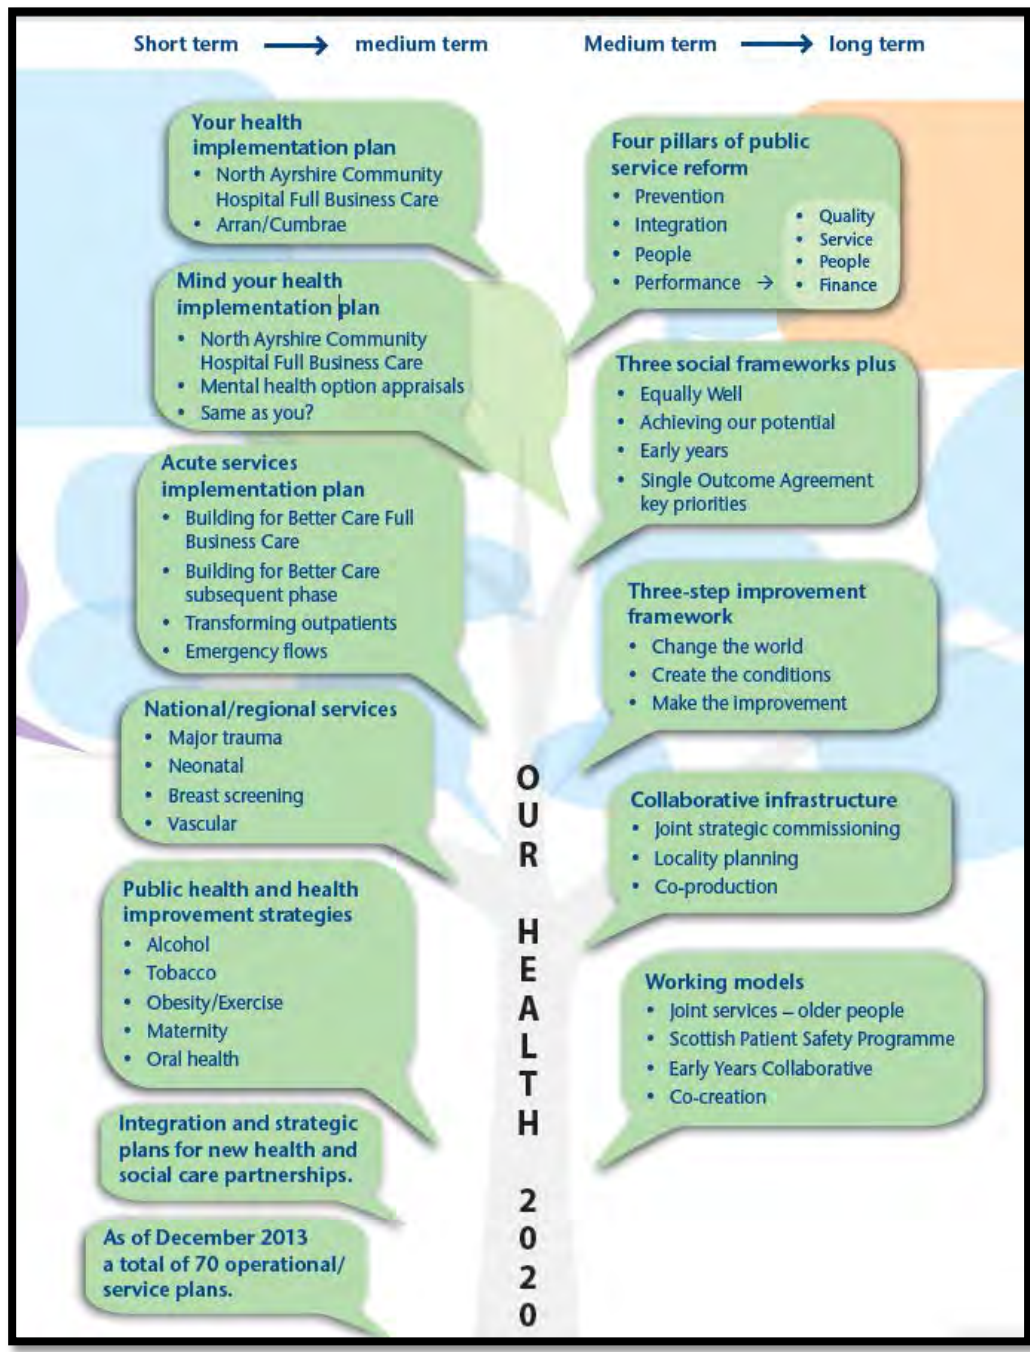 Short term → medium term
Your health
implementation plan
• North Ayrshire Community
Hospital Full Business Care
• Arran/Cumbrae
Mind your health
implementation plan
• North Ayrshire Community
Hospital Full Business Care
• Mental health option appraisals
• Same as you?
Acute services
implementation plan
• Building for Better Care Full
Business Care
• Building for Better Care
subsequent phase
• Transforming outpatients
• Emergency flows
National/regional services
• Major trauma
• Neonatal
• Breast screening
• Vascular
Public health and health
improvement strategies
• Alcohol
• Tobacco
• Obesity/Exercise
• Maternity
• Oral health
Integration and strategic
plans for new health and
social care partnerships.
As of December 2013
a total of 70 operational/
service plans.
OUR HEALTH 2020
Medium term → long term
Four pillars of public
service reform
• Prevention
• Integration
• People
• Performance →
• Quality
• Service
• People
• Finance
Three social frameworks plus
• Equally Well
• Achieving our potential
• Early years
• Single Outcome Agreement
key priorities
Three-step improvement
framework
• Change the world
• Create the conditions
• Make the improvement
Collaborative infrastructure
• Joint strategic commissioning
• Locality planning
• Co-production
Working models
• Joint services – older people
• Scottish Patient Safety Programme
• Early Years Collaborative
• Co-creation